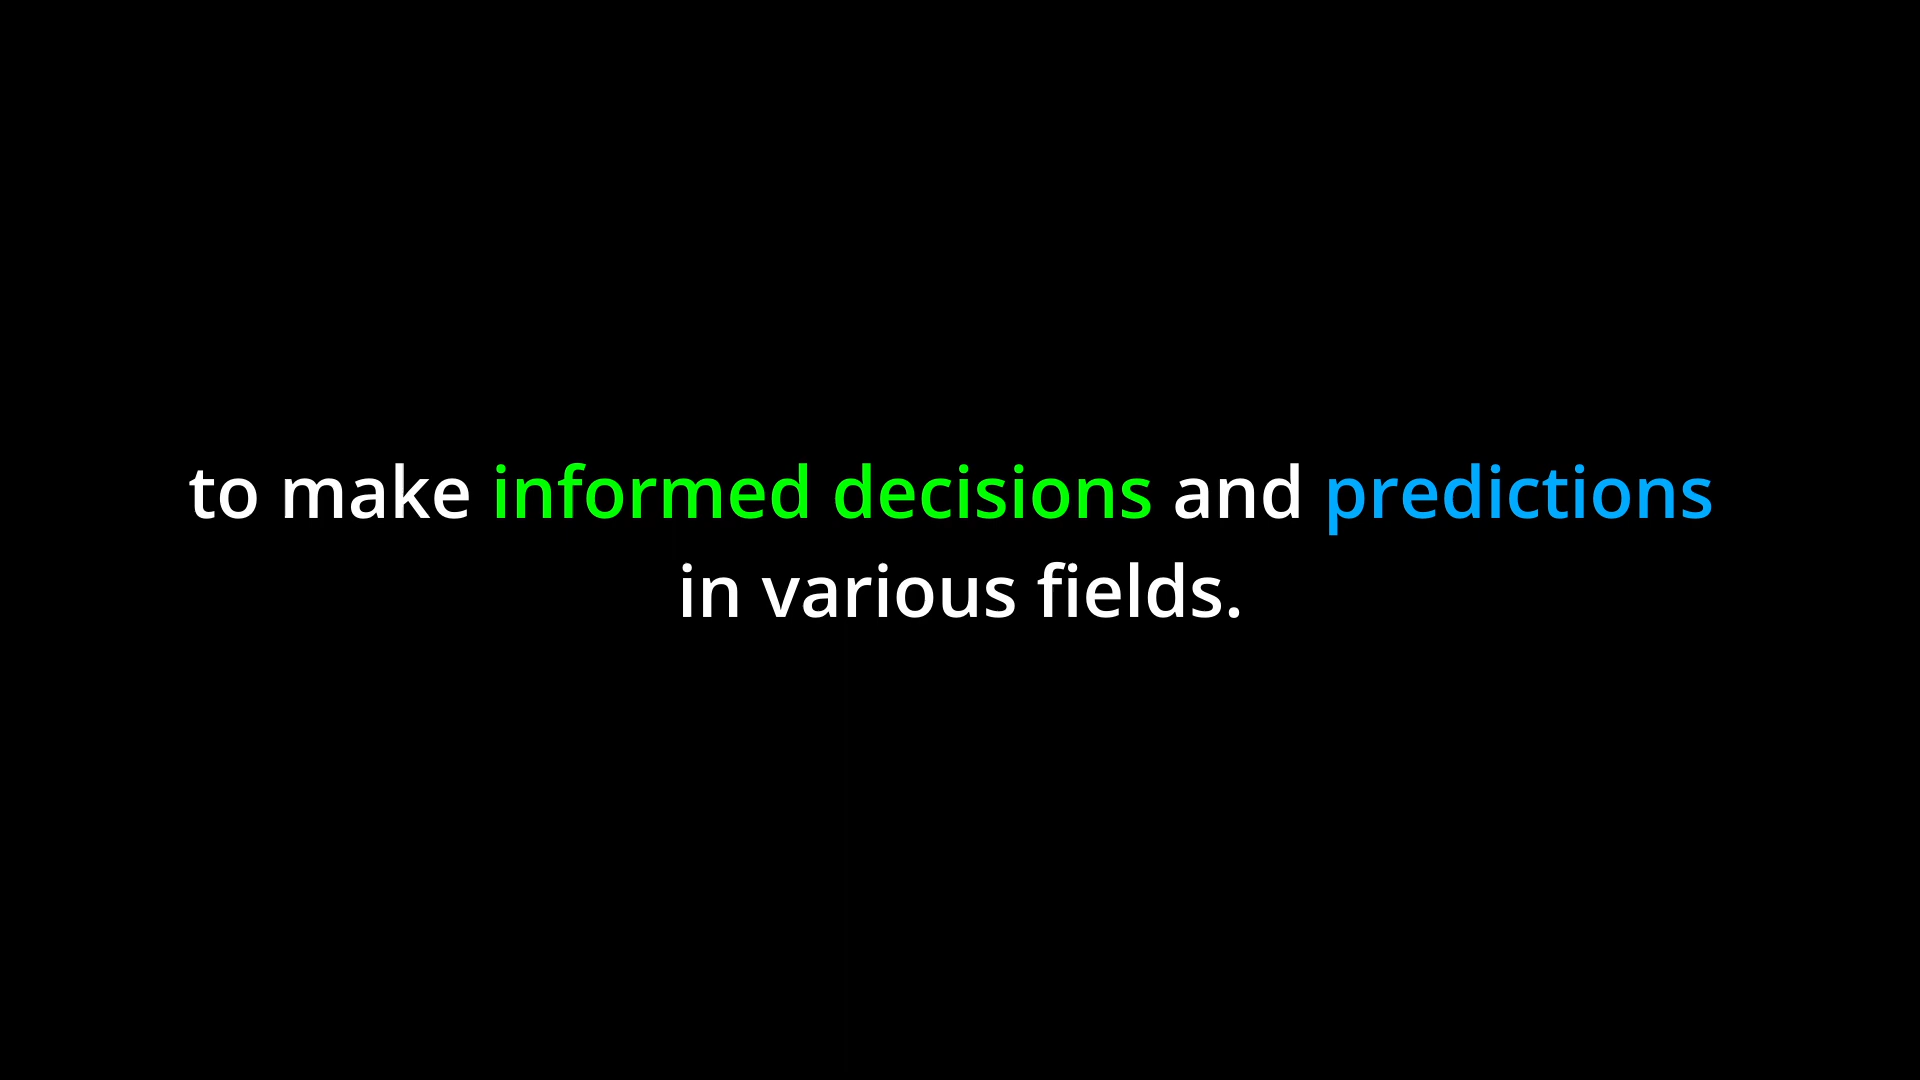 to make informed decisions and predictions
in various fields.